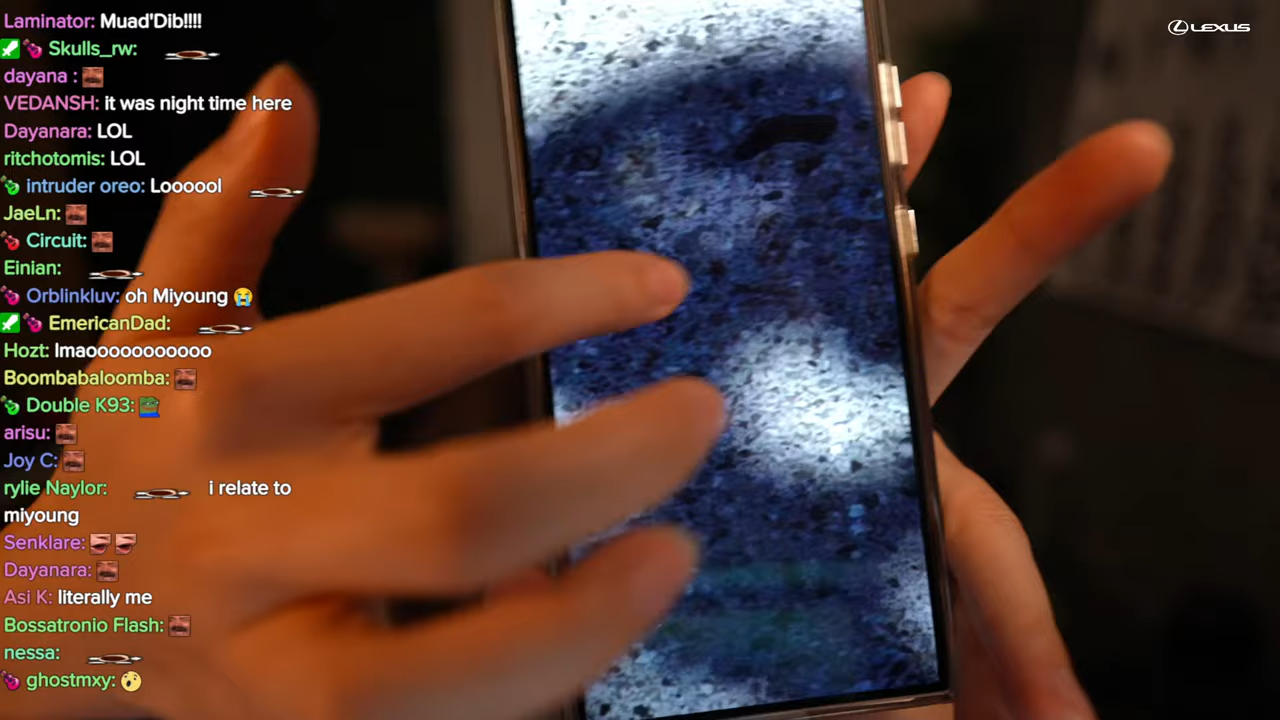 Laminator: Muad'Dib!!!!
LEXUS
Skulls_rw:
dayana :
VEDANSH: it was night time here
Dayanara: LOL
ritchotomis: LOL
intruder oreo: Loooool
JaeLn:
Circuit:
Einian:
Orblinkluv: oh Miyoung
EmericanDad:
Hozt: lmaooooooooooo
Boombabaloomba:
Double K93:
arisu:
Joy C:
rylie Naylor: i relate to
miyoung
Senklare:
Dayanara:
Asi K: literally me
Bossatronio Flash:
nessa:
ghostmxy: